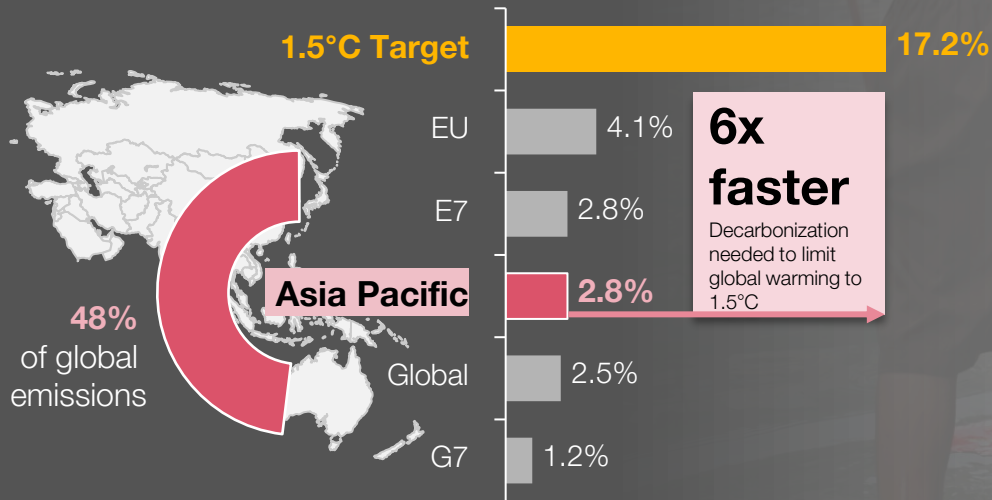 1.5°C Target
17.2%
EU
4.1%
6x
faster
Decarbonization
needed to limit
global warming to
1.5°C
E7
2.8%
Asia Pacific
2.8%
48%
of global
emissions
Global
2.5%
G7
1.2%